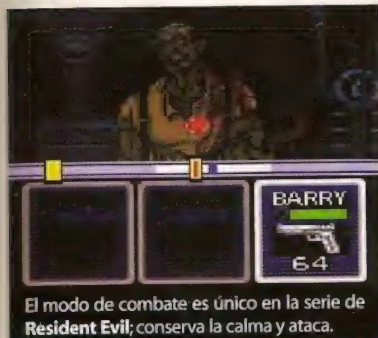 BARRY
64
El modo de combate es único en la serie de
Resident Evil; conserva la calma y ataca.